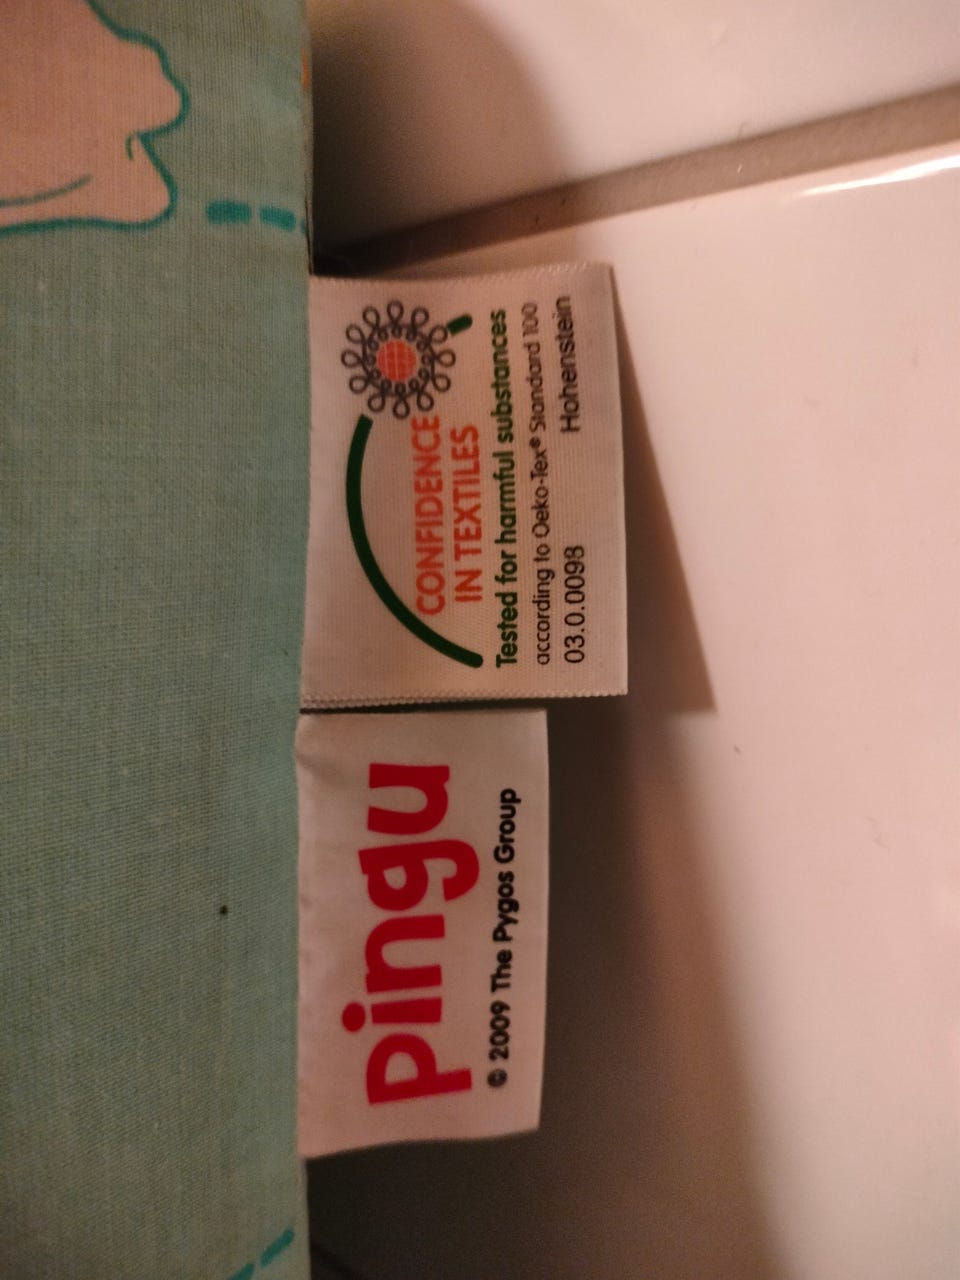 CONFIDENCE
IN TEXTILES
Tested for harmful substances
according to Oeko-Tex® Standard 100
03.0.0098 Hohenstein
Pingu
© 2009 The Pygos Group